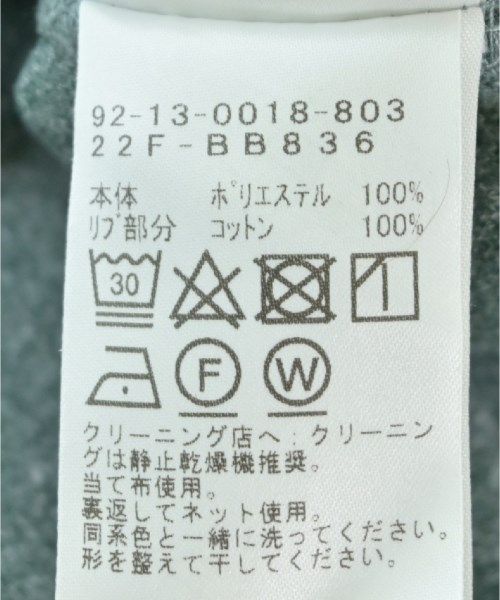 92-13-0018-803
22F-BB836
本体 ポリエステル 100%
リブ部分 コットン 100%
30
F W
クリーニング店へ:クリーニン
グは静止乾燥機推奨。
当て布使用。
裏返してネット使用。
同系色と一緒に洗ってください。
形を整えて干してください。